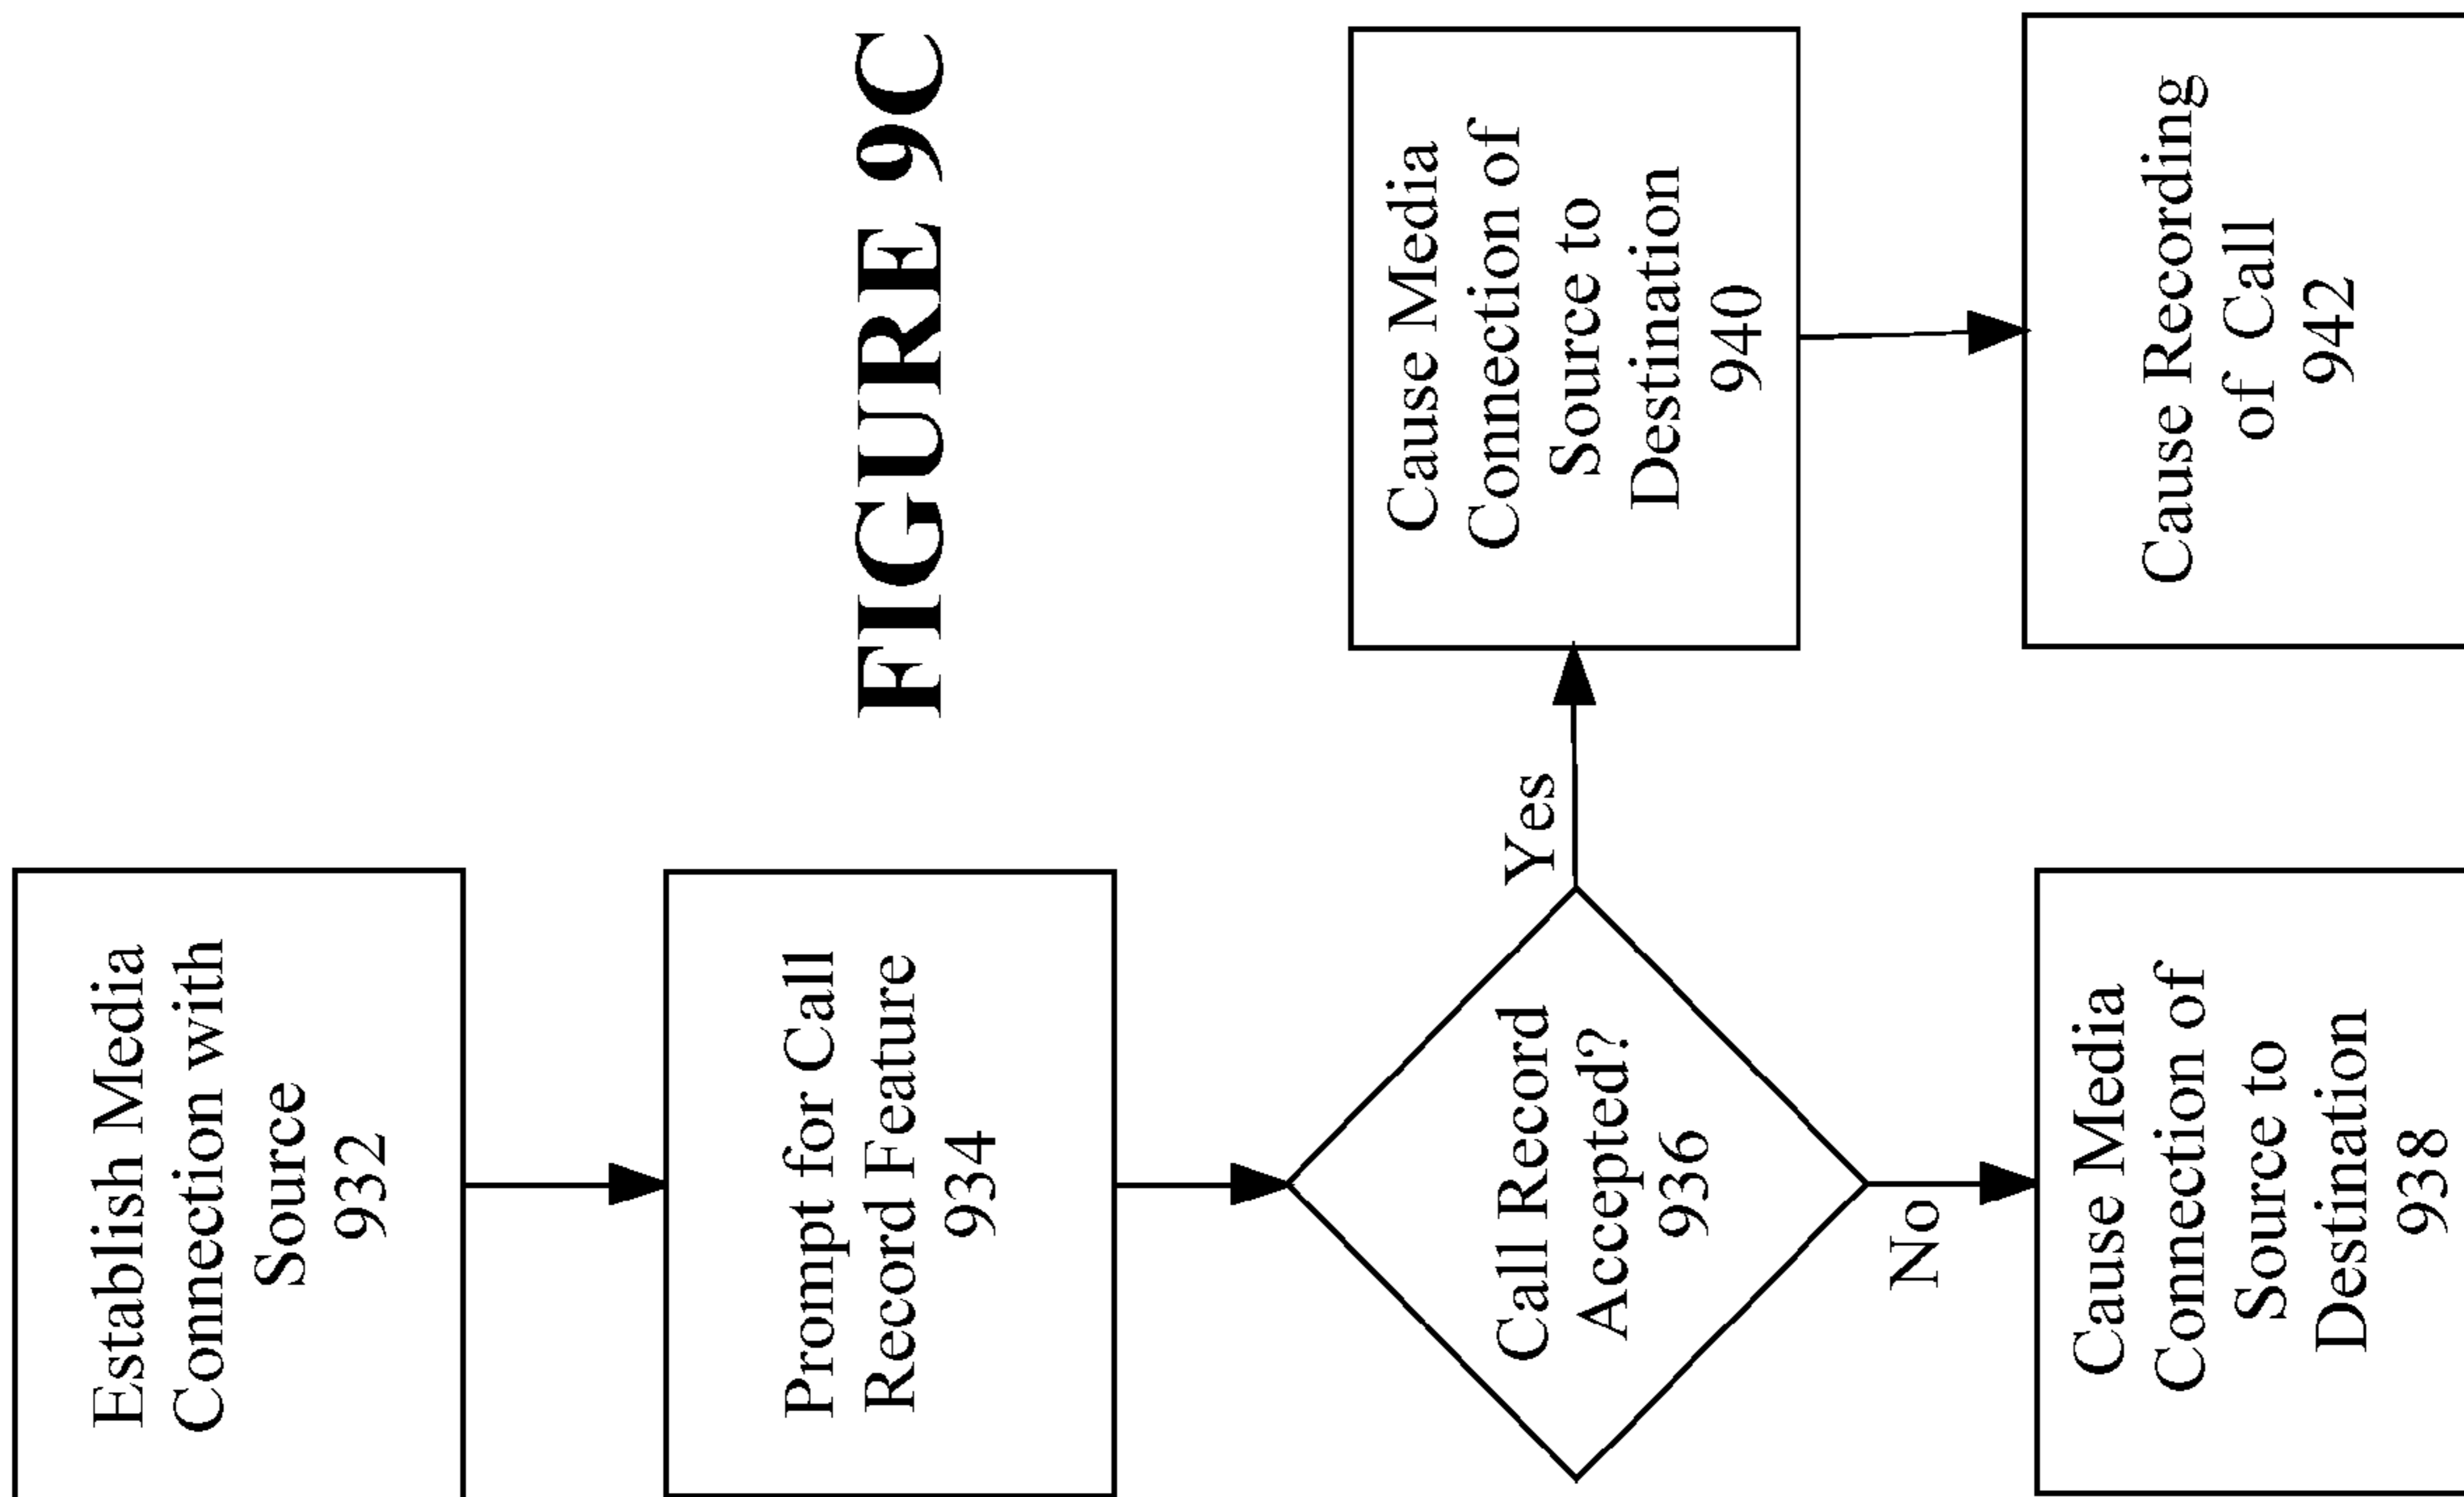 Establish Media
Connection with
Source
932
Prompt for Call
Record Feature
934
FIGURE 9C
Call Record
Accepted?
936
Yes
No
Cause Media
Connection of
Source to
Destination
938
Cause Media
Connection of
Source to
Destination
940
Cause Recording
of Call
942